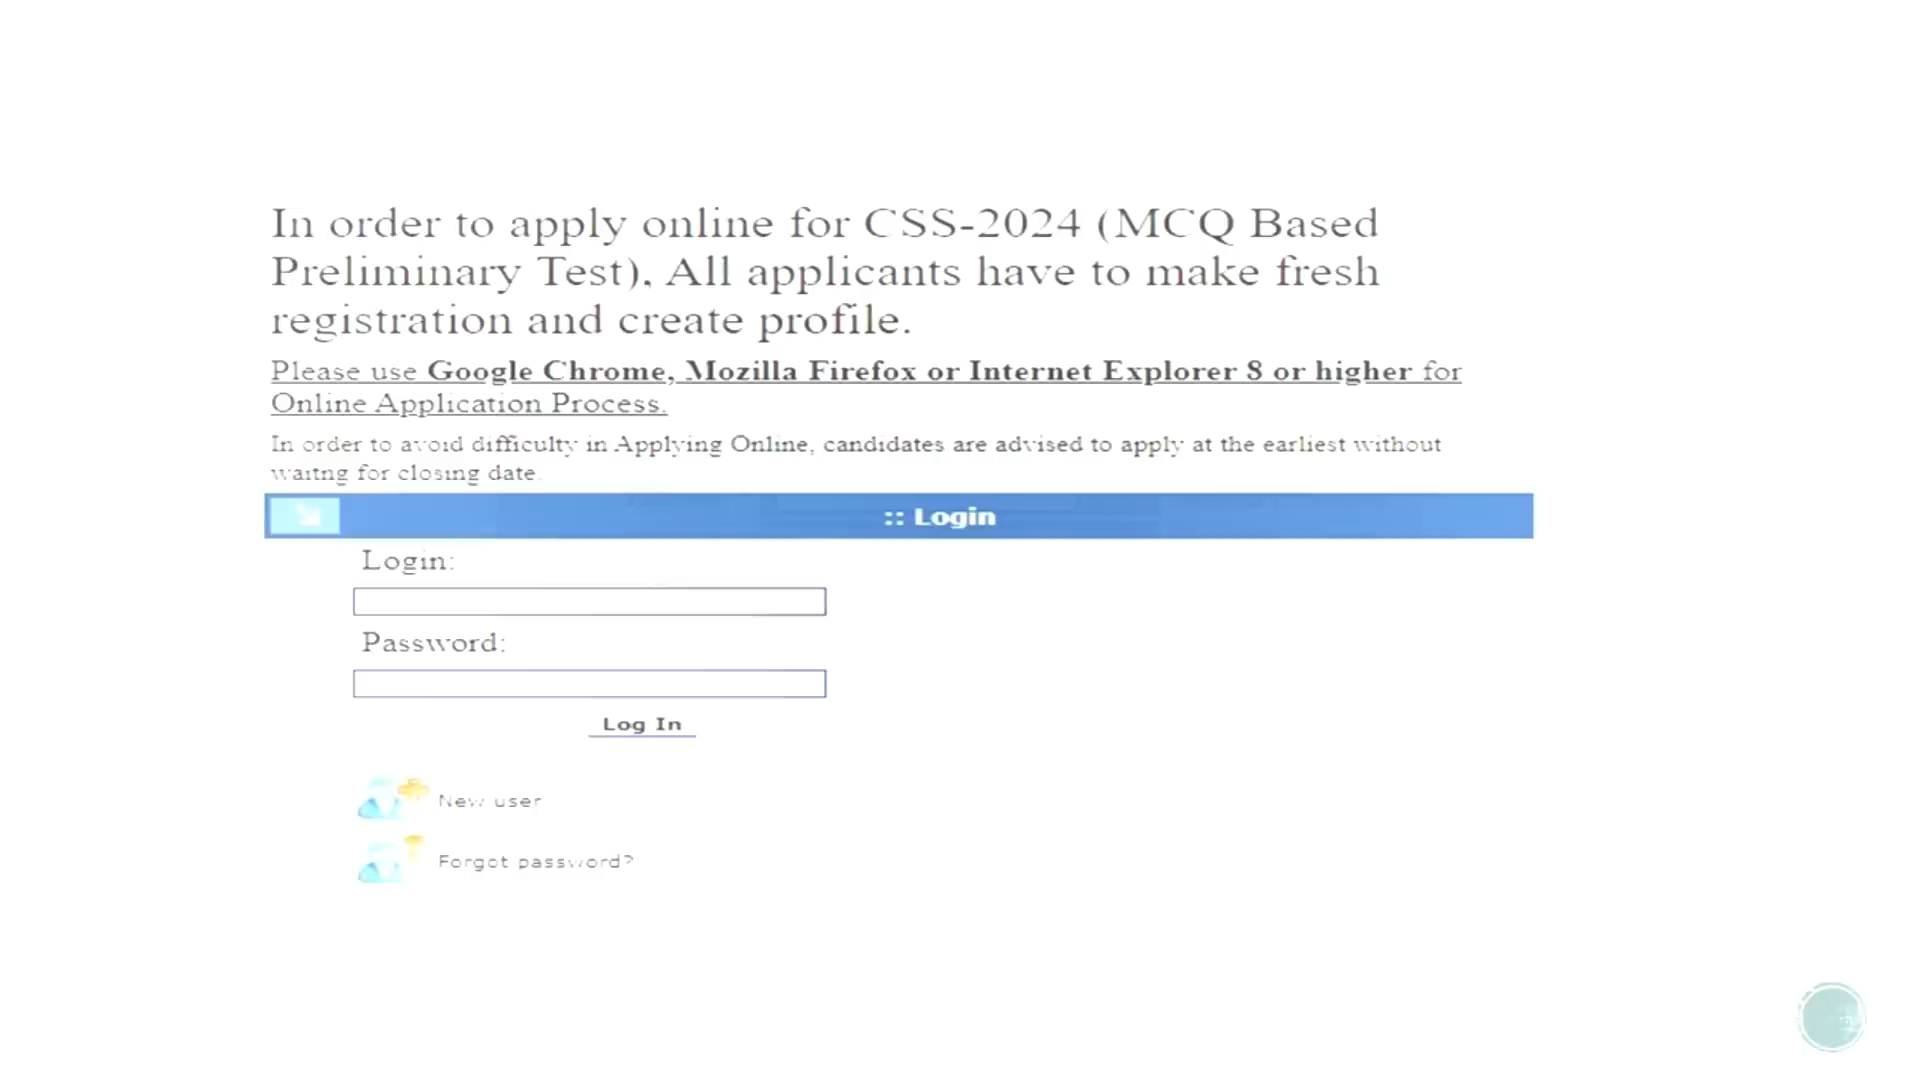 In order to apply online for CSS-2024 (MCQ Based
Preliminary Test), All applicants have to make fresh
registration and create profile.
Please use Google Chrome, Mozilla Firefox or Internet Explorer 8 or higher for
Online Application Process.
In order to avoid difficulty in Applying Online, candidates are advised to apply at the earliest without
waitng for closing date.
:: Login
Login:
Password:
Log In
New user
Forgot password?